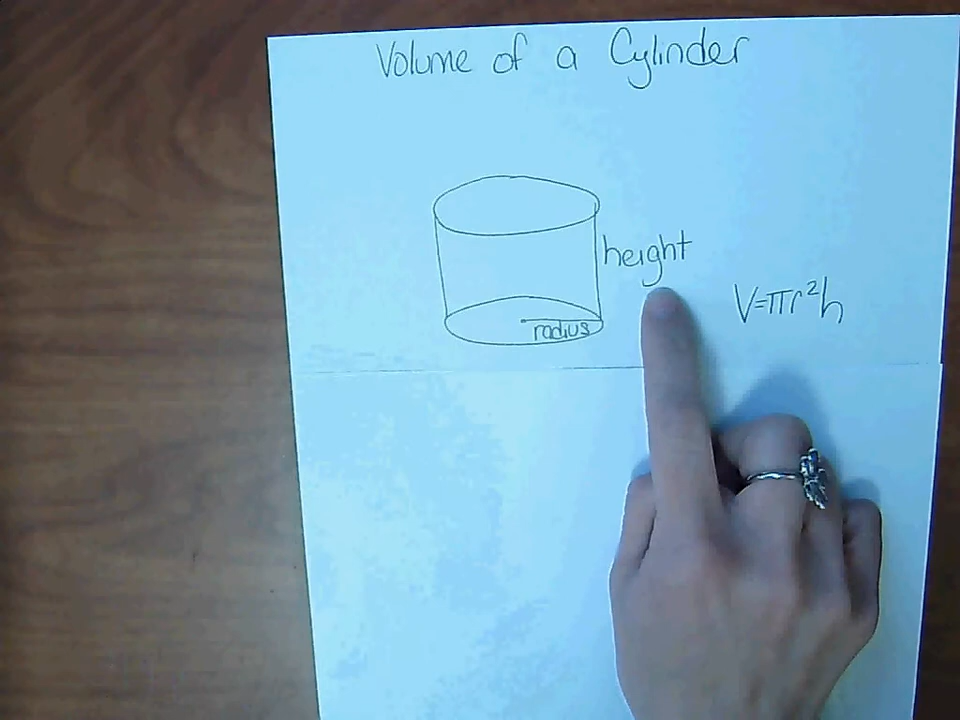 Volume of a Cylinder
height
radius
V=πr²h